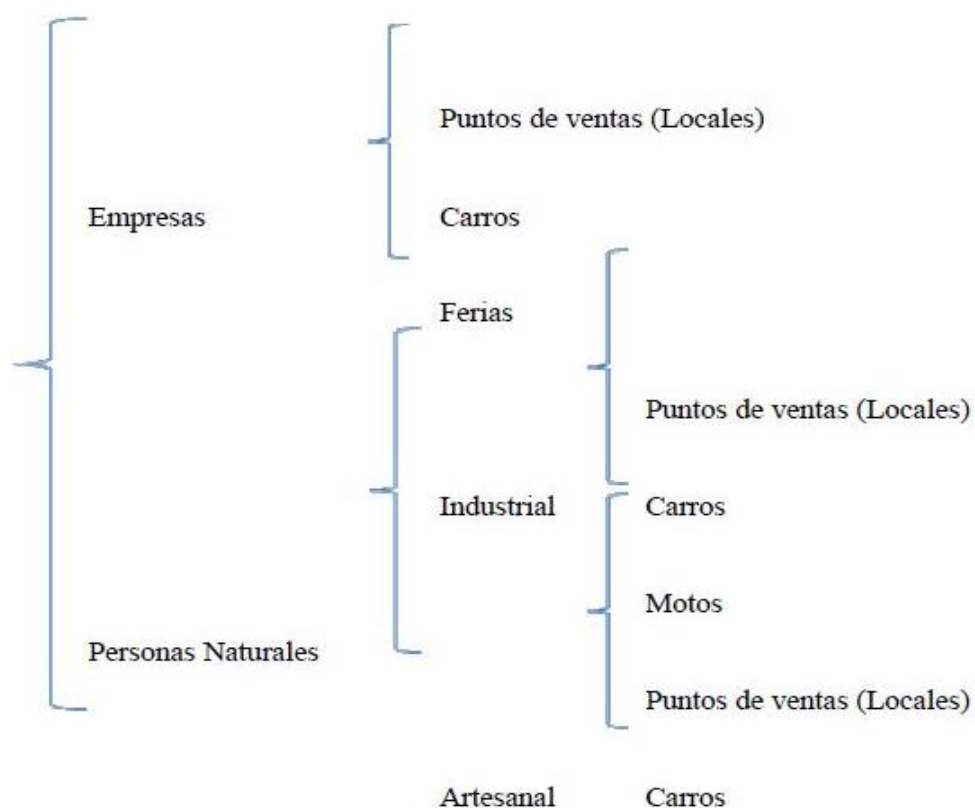 Puntos de ventas (Locales)
Empresas
Carros
Ferias
Puntos de ventas (Locales)
Industrial
Carros
Motos
Personas Naturales
Puntos de ventas (Locales)
Artesanal
Carros